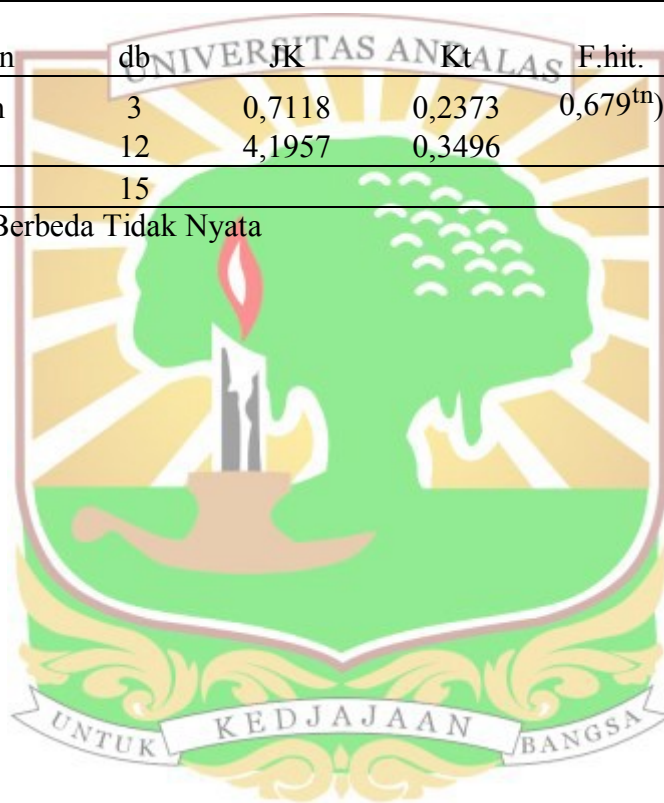 UNIVERSITAS ANDALAS
n db JK Kt F.hit.
n 3 0,7118 0,2373 0,679tn)
12 4,1957 0,3496
15
Berbeda Tidak Nyata
UNTUK KEDJAJAAN BANGSA